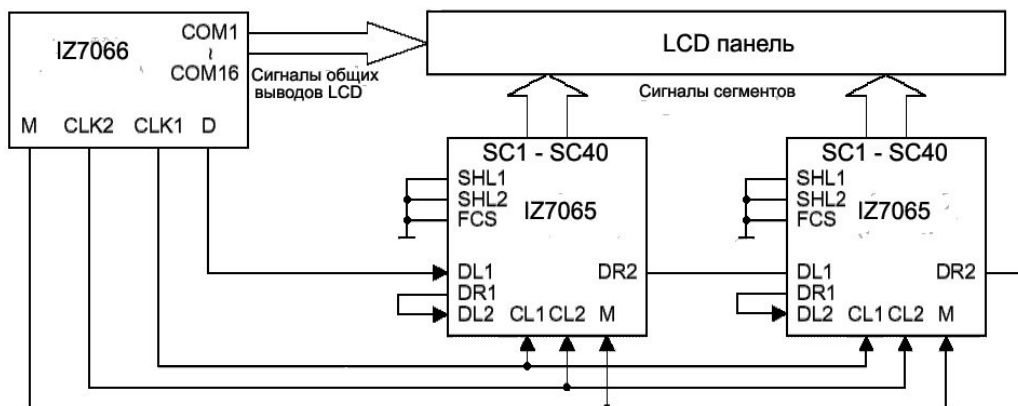 IZ7066
COM1
~
COM16
LCD панель
Сигналы общих
выводов LCD
Сигналы сегментов
M CLK2 CLK1 D
SC1 - SC40
SHL1
SHL2
FCS
IZ7065
DL1
DR2
DR1
DL2
CL1 CL2 M
SC1 - SC40
SHL1
SHL2
FCS
IZ7065
DL1
DR2
DR1
DL2
CL1 CL2 M